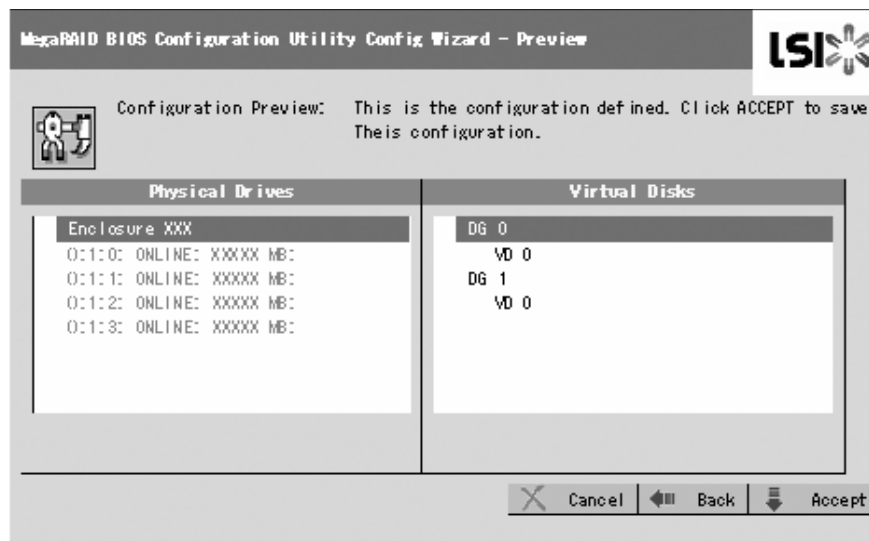 MegaRAID BIOS Configuration Utility Config Wizard - Preview
LSI
Configuration Preview: This is the configuration defined. Click ACCEPT to save
Theis configuration.
Physical Drives
Enclosure XXX
0:1:0: ONLINE: XXXXX MB:
0:1:1: ONLINE: XXXXX MB:
0:1:2: ONLINE: XXXXX MB:
0:1:3: ONLINE: XXXXX MB:
Virtual Disks
DG 0
VD 0
DG 1
VD 0
Cancel
Back
Accept